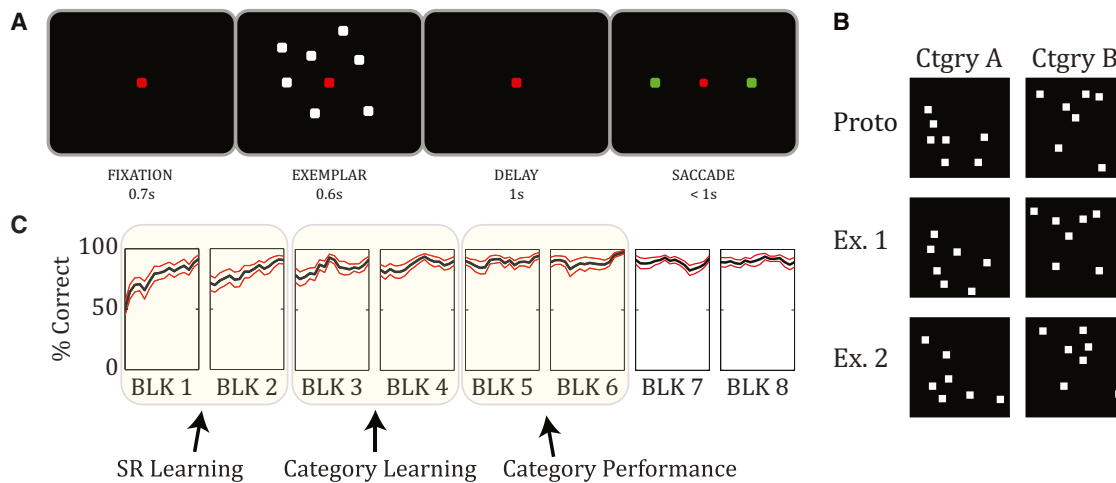 A
FIXATION
0.7s
EXEMPLAR
0.6s
DELAY
1s
SACCADE
< 1s
B
Ctgry A
Ctgry B
Proto
Ex. 1
Ex. 2
C
% Correct
100
50
0
BLK 1
BLK 2
BLK 3
BLK 4
BLK 5
BLK 6
BLK 7
BLK 8
SR Learning
Category Learning
Category Performance